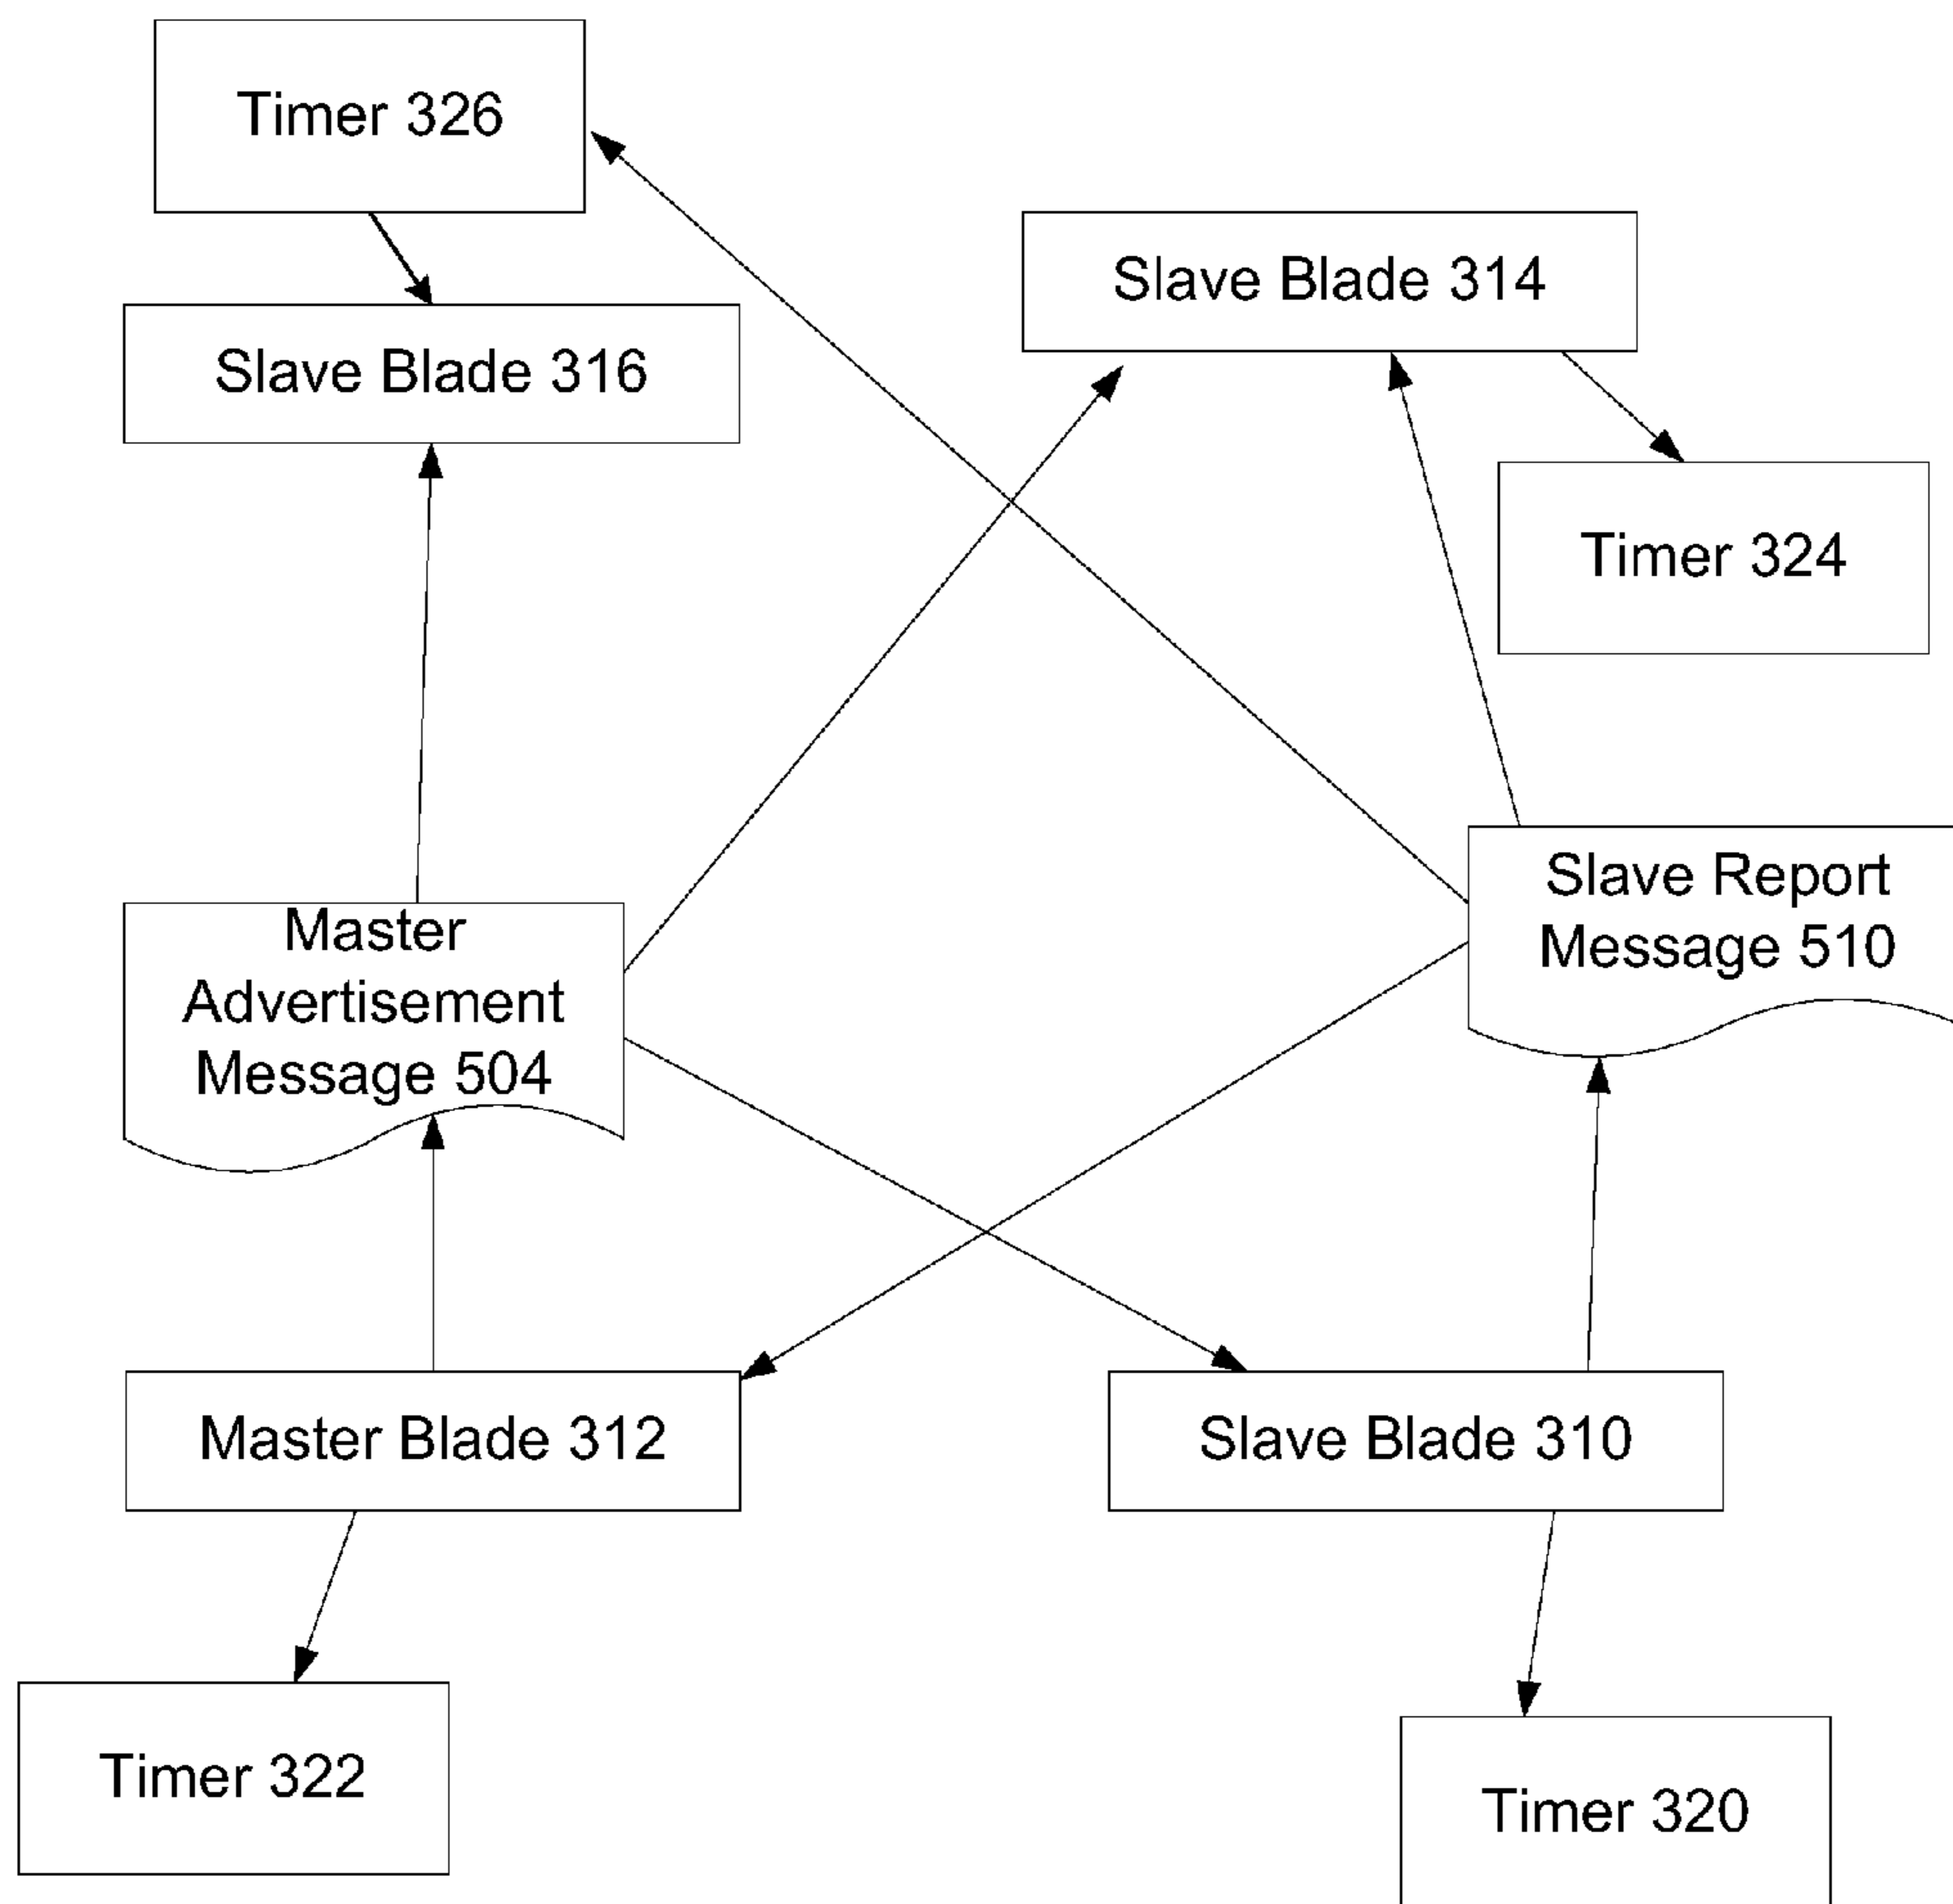 Timer 326
Slave Blade 314
Slave Blade 316
Timer 324
Slave Report
Message 510
Master
Advertisement
Message 504
Master Blade 312
Slave Blade 310
Timer 322
Timer 320